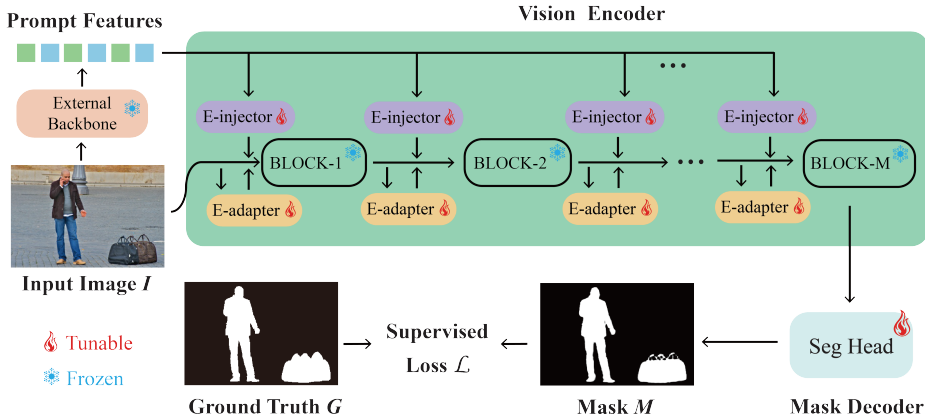 Vision Encoder
Prompt Features
External
Backbone
E-injector
E-injector
E-injector
E-injector
BLOCK-1
BLOCK-2
BLOCK-M
E-adapter
E-adapter
E-adapter
E-adapter
Input Image I
Tunable
Frozen
Supervised
Loss ℒ
Seg Head
Ground Truth G
Mask M
Mask Decoder